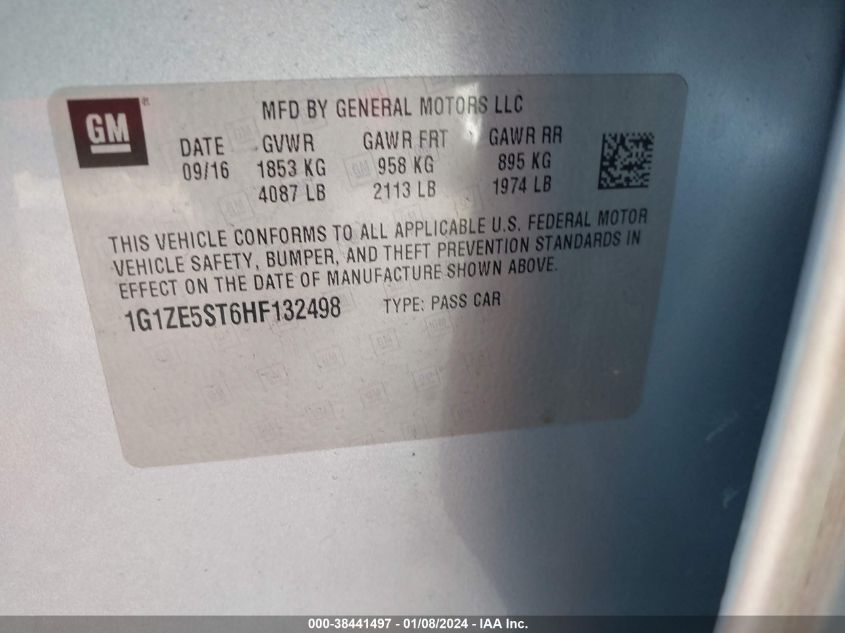 GM
MFD BY GENERAL MOTORS LLC
DATE GVWR GAWR FRT GAWR RR
09/16 1853 KG 958 KG 895 KG
4087 LB 2113 LB 1974 LB
THIS VEHICLE CONFORMS TO ALL APPLICABLE U.S. FEDERAL MOTOR
VEHICLE SAFETY, BUMPER, AND THEFT PREVENTION STANDARDS IN
EFFECT ON THE DATE OF MANUFACTURE SHOWN ABOVE.
1G1ZE5ST6HF132498 TYPE: PASS CAR
000-38441497 - 01/08/2024 - IAA Inc.